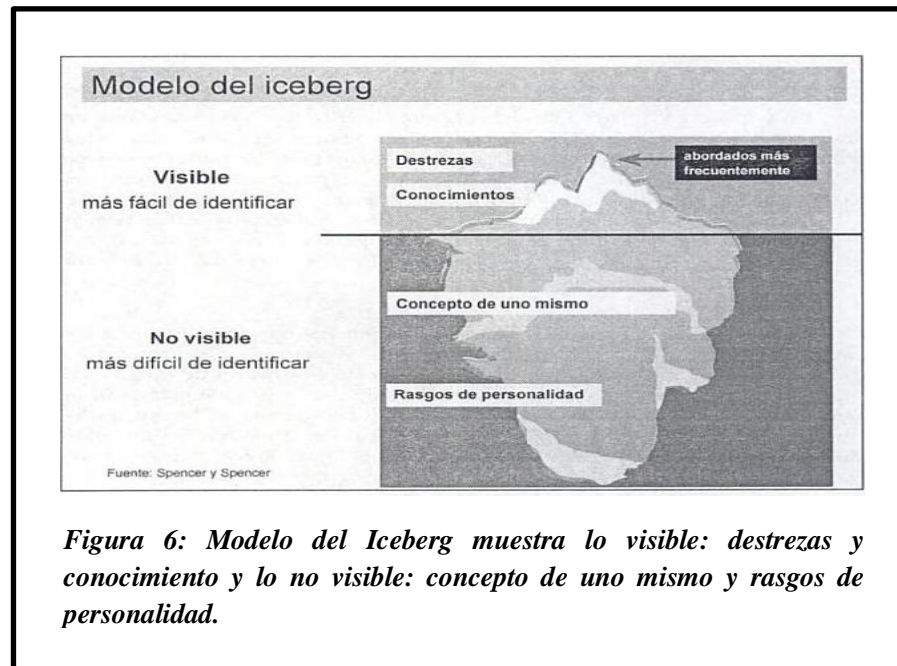 Modelo del iceberg
Visible
más fácil de identificar
Destrezas
Conocimientos
abordados más
frecuentemente
Concepto de uno mismo
No visible
más difícil de identificar
Rasgos de personalidad
Fuente: Spencer y Spencer
Figura 6: Modelo del Iceberg muestra lo visible: destrezas y
conocimiento y lo no visible: concepto de uno mismo y rasgos de
personalidad.